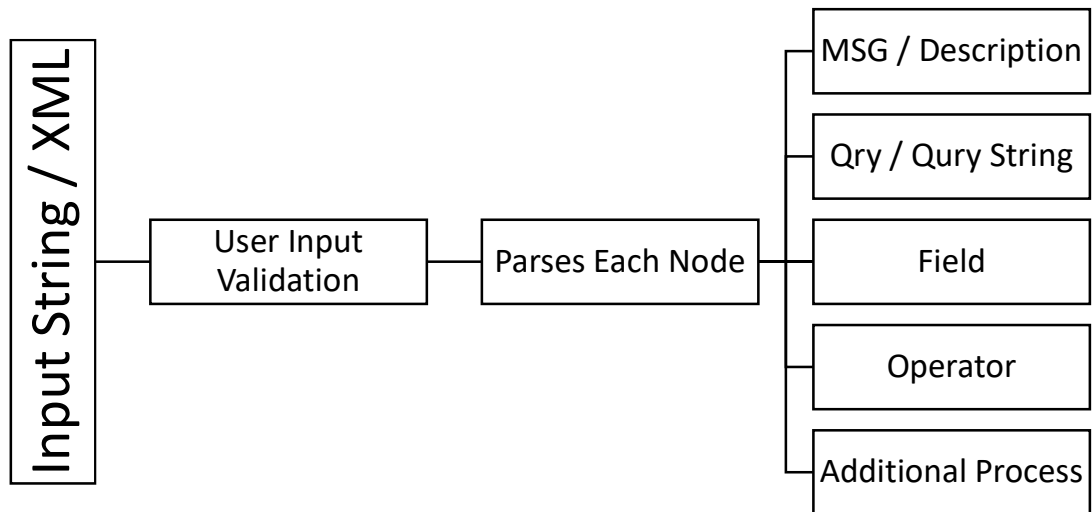 Input String / XML
User Input
Validation
Parses Each Node
MSG / Description
Qry / Qury String
Field
Operator
Additional Process